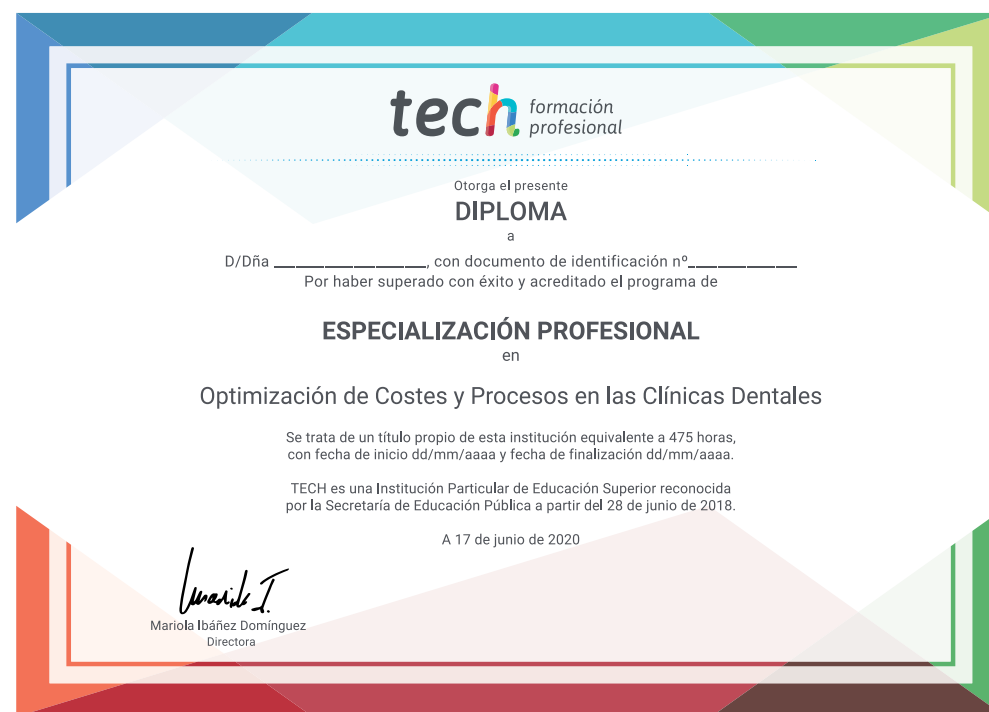 tech formación
profesional
Otorga el presente
DIPLOMA
a
D/Dña ______________, con documento de identificación nº__________
Por haber superado con éxito y acreditado el programa de
ESPECIALIZACIÓN PROFESIONAL
en
Optimización de Costes y Procesos en las Clínicas Dentales
Se trata de un título propio de esta institución equivalente a 475 horas,
con fecha de inicio dd/mm/aaaa y fecha de finalización dd/mm/aaaa.
TECH es una Institución Particular de Educación Superior reconocida
por la Secretaría de Educación Pública a partir del 28 de junio de 2018.
A 17 de junio de 2020
Mariola Ibáñez Domínguez
Directora